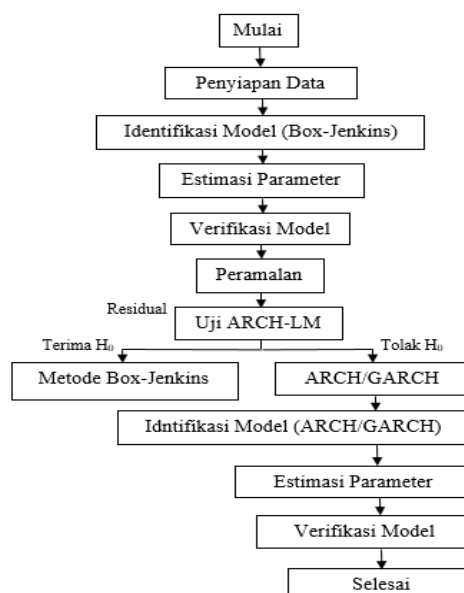 Mulai
Penyiapan Data
Identifikasi Model (Box-Jenkins)
Estimasi Parameter
Verifikasi Model
Peramalan
Residual
Uji ARCH-LM
Terima H₀
Tolak H₀
Metode Box-Jenkins
ARCH/GARCH
Idntifikasi Model (ARCH/GARCH)
Estimasi Parameter
Verifikasi Model
Selesai